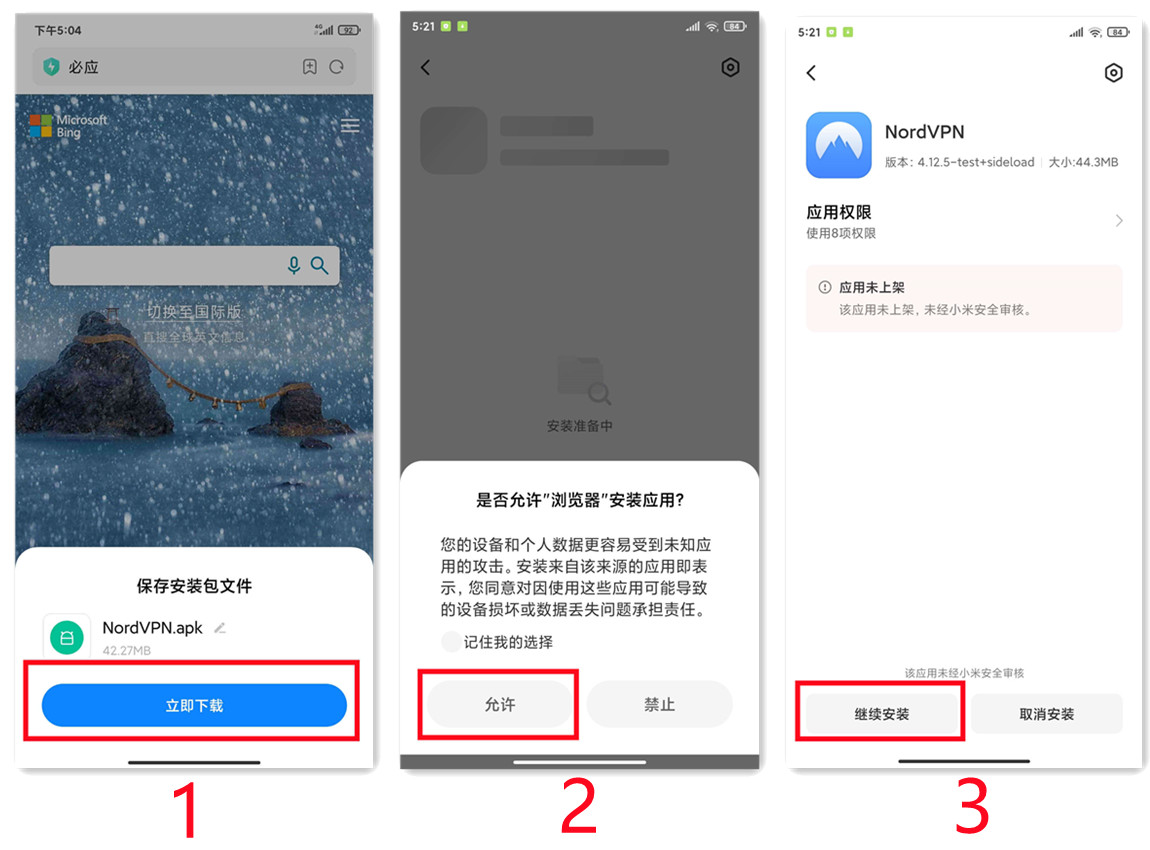 下午5:04
4G
92
必应
Microsoft
Bing
切换至国际版
直搜全球英文信息
保存安装包文件
NordVPN.apk
42.27MB
立即下载
1
5:21
84
安装准备中
是否允许"浏览器"安装应用?
您的设备和个人数据更容易受到未知应
用的攻击。安装来自该来源的应用即表
示，您同意对因使用这些应用可能导致
的设备损坏或数据丢失问题承担责任。
记住我的选择
允许
禁止
2
5:21
84
NordVPN
版本: 4.12.5-test+sideload
大小:44.3MB
应用权限
使用8项权限
应用未上架
该应用未上架，未经小米安全审核。
该应用未经小米安全审核
继续安装
取消安装
3